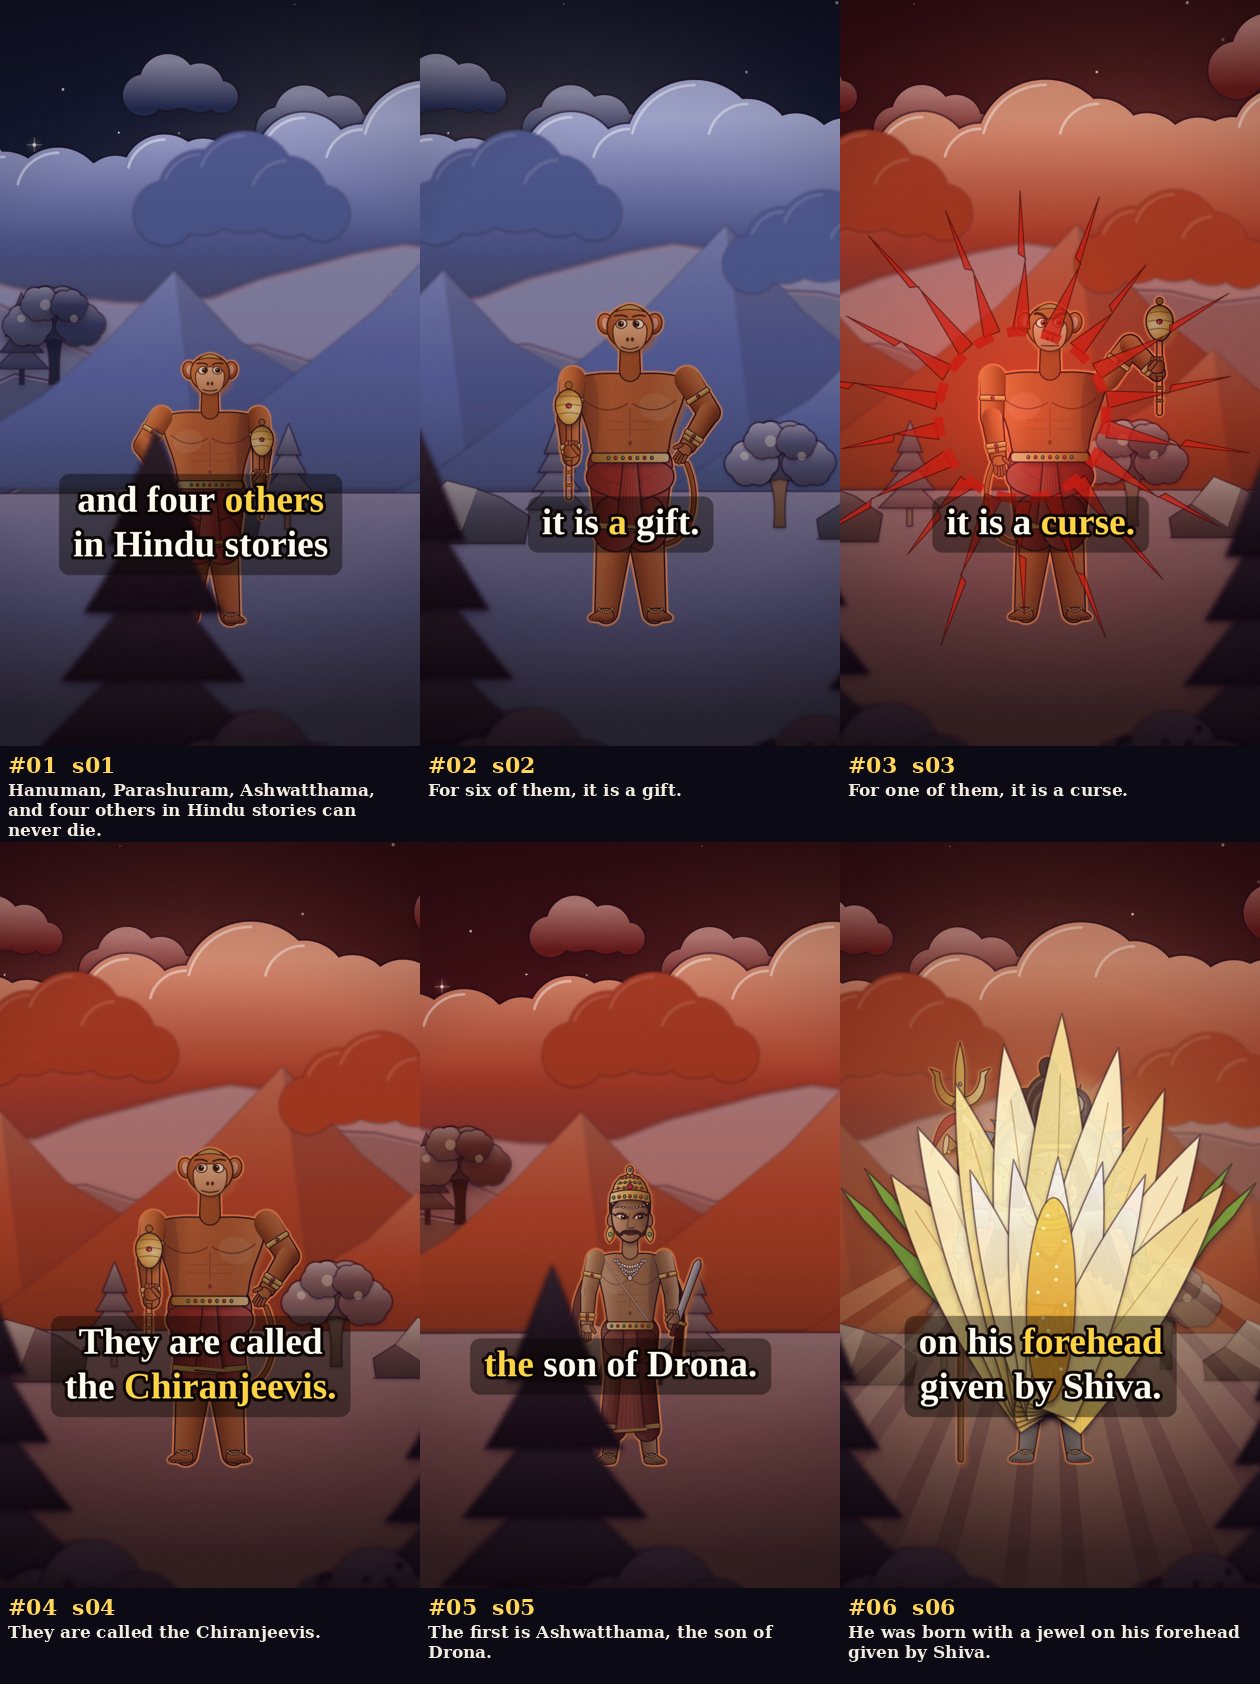 and four others
in Hindu stories
it is a gift.
it is a curse.
#01 s01
Hanuman, Parashuram, Ashwatthama,
and four others in Hindu stories can
never die.
#02 s02
For six of them, it is a gift.
#03 s03
For one of them, it is a curse.
They are called
the Chiranjeevis.
the son of Drona.
on his forehead
given by Shiva.
#04 s04
They are called the Chiranjeevis.
#05 s05
The first is Ashwatthama, the son of
Drona.
#06 s06
He was born with a jewel on his forehead
given by Shiva.